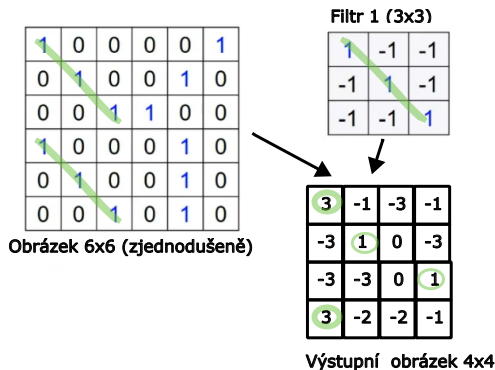 Filtr 1 (3x3)
1 0 0 0 0 1
0 1 0 0 1 0
0 0 1 1 0 0
1 0 0 0 1 0
0 1 0 0 1 0
0 0 1 0 1 0
1 -1 -1
-1 1 -1
-1 -1 1
Obrázek 6x6 (zjednodušeně)
3 -1 -3 -1
-3 1 0 -3
-3 -3 0 1
3 -2 -2 -1
Výstupní obrázek 4x4